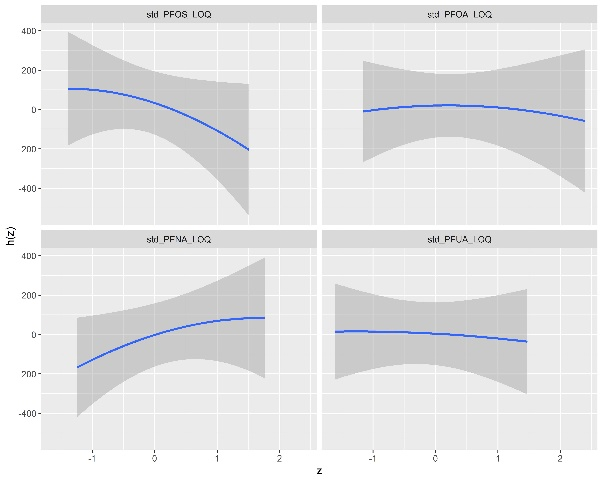 std_PFOS_LOQ
std_PFOA_LOQ
400
200
0
200
-400
h(z)
std_PFNA_LOQ
std_PFUA_LOQ
400
200
0
200
-400
-1 0 1 2
-1 0 1 2
z